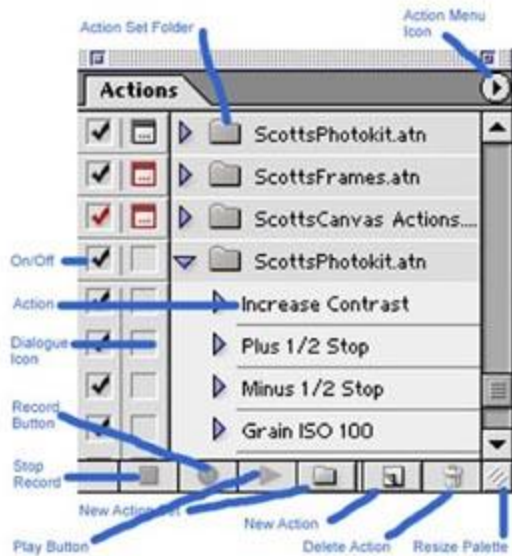 Action Set Folder
Action Menu
Icon
Actions
ScottsPhotokit.atn
ScottsFrames.atn
ScottsCanvas Actions....
On/Off
ScottsPhotokit.atn
Action
Increase Contrast
Dialogue
Icon
Plus 1/2 Stop
Minus 1/2 Stop
Record
Button
Grain ISO 100
Stop
Record
New Action Set
New Action
Play Button
Delete Action
Resize Palette